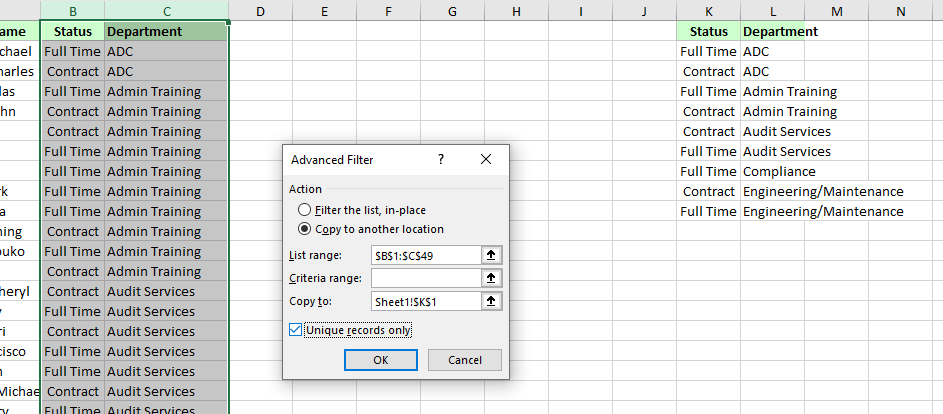 B C D E F G H I J K L M N
ame Status Department Status Department
chael Full Time ADC Full Time ADC
harles Contract ADC Contract ADC
las Full Time Admin Training Full Time Admin Training
hn Contract Admin Training Contract Admin Training
Contract Admin Training Contract Audit Services
Full Time Admin Training Full Time Audit Services
Full Time Admin Training Full Time Compliance
rk Full Time Admin Training Contract Engineering/Maintenance
a Full Time Admin Training Full Time Engineering/Maintenance
ning Contract Admin Training
ouko Full Time Admin Training
Contract Admin Training
heryl Contract Audit Services
y Full Time Audit Services
ri Contract Audit Services
cisco Full Time Audit Services
n Full Time Audit Services
Michae Contract Audit Services
ry Full Time Audit Services
Advanced Filter ? ×
Action
Filter the list, in-place
Copy to another location
List range: $B$1:$C$49
Criteria range:
Copy to: Sheet1!$K$1
Unique records only
OK Cancel